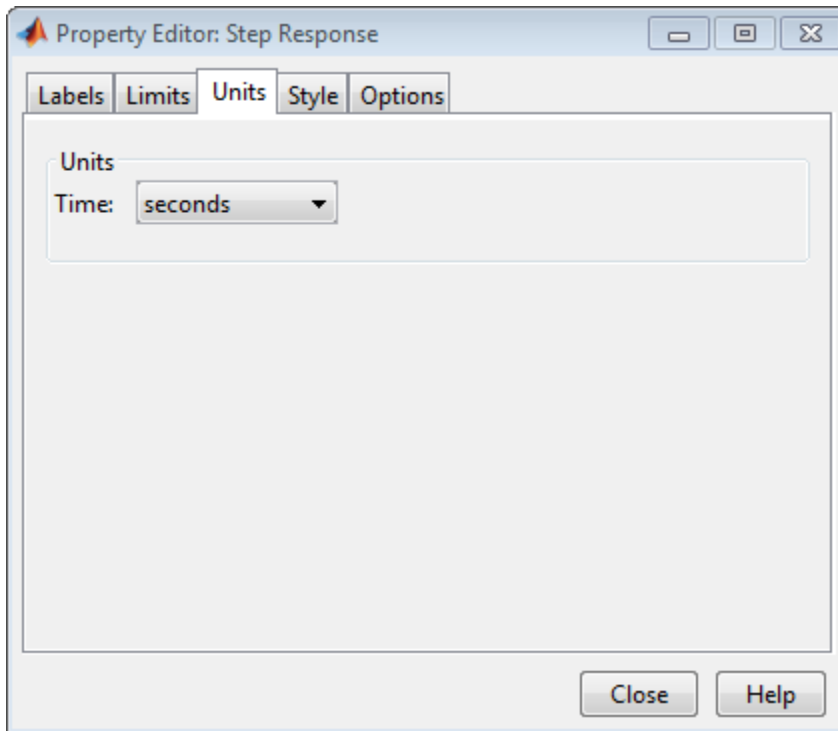 Property Editor: Step Response
Labels Limits Units Style Options
Units
Time: seconds
Close Help